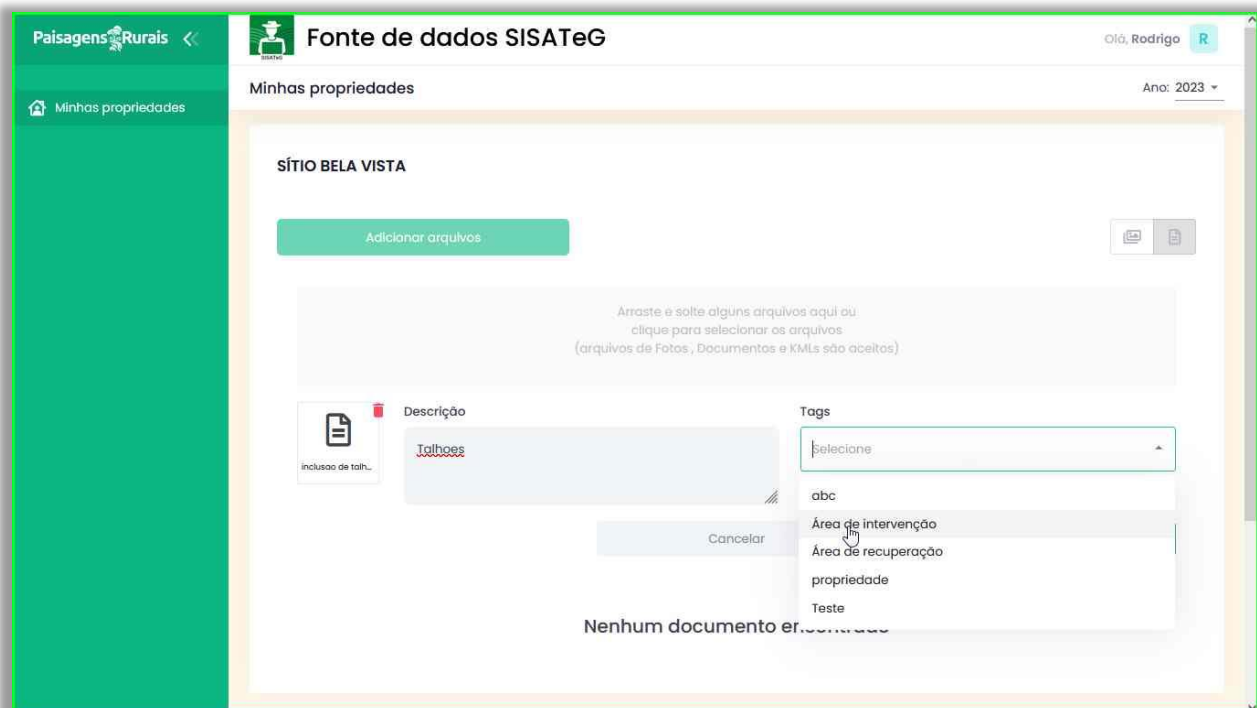 Paisagens Rurais
SISATeG
Fonte de dados SISATeG
Olá, Rodrigo
R
Minhas propriedades
Minhas propriedades
Ano: 2023
SÍTIO BELA VISTA
Adicionar arquivos
Arraste e solte alguns arquivos aqui ou
clique para selecionar os arquivos
(arquivos de Fotos , Documentos e KMLs são aceitos)
Descrição
Tags
Talhoes
Selecione
inclusao de talh...
abc
Área de intervenção
Cancelar
Área de recuperação
propriedade
Teste
Nenhum documento encontrado